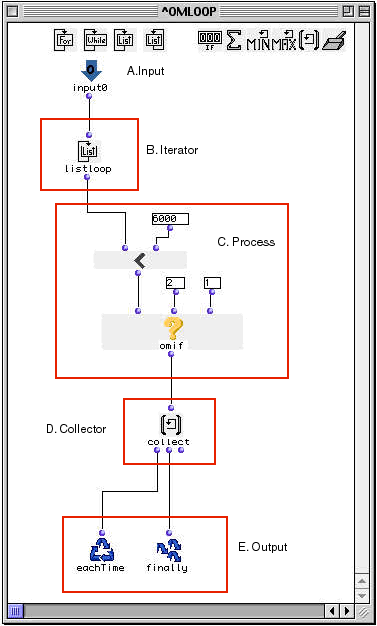 ^OMLOOP
For While List List 000 IF Σ MIN MAX
A.Input
0
input0
B. Iterator
List
listloop
6000
C. Process
<
2 1
?
omif
D. Collector
collect
E. Output
eachTime finally